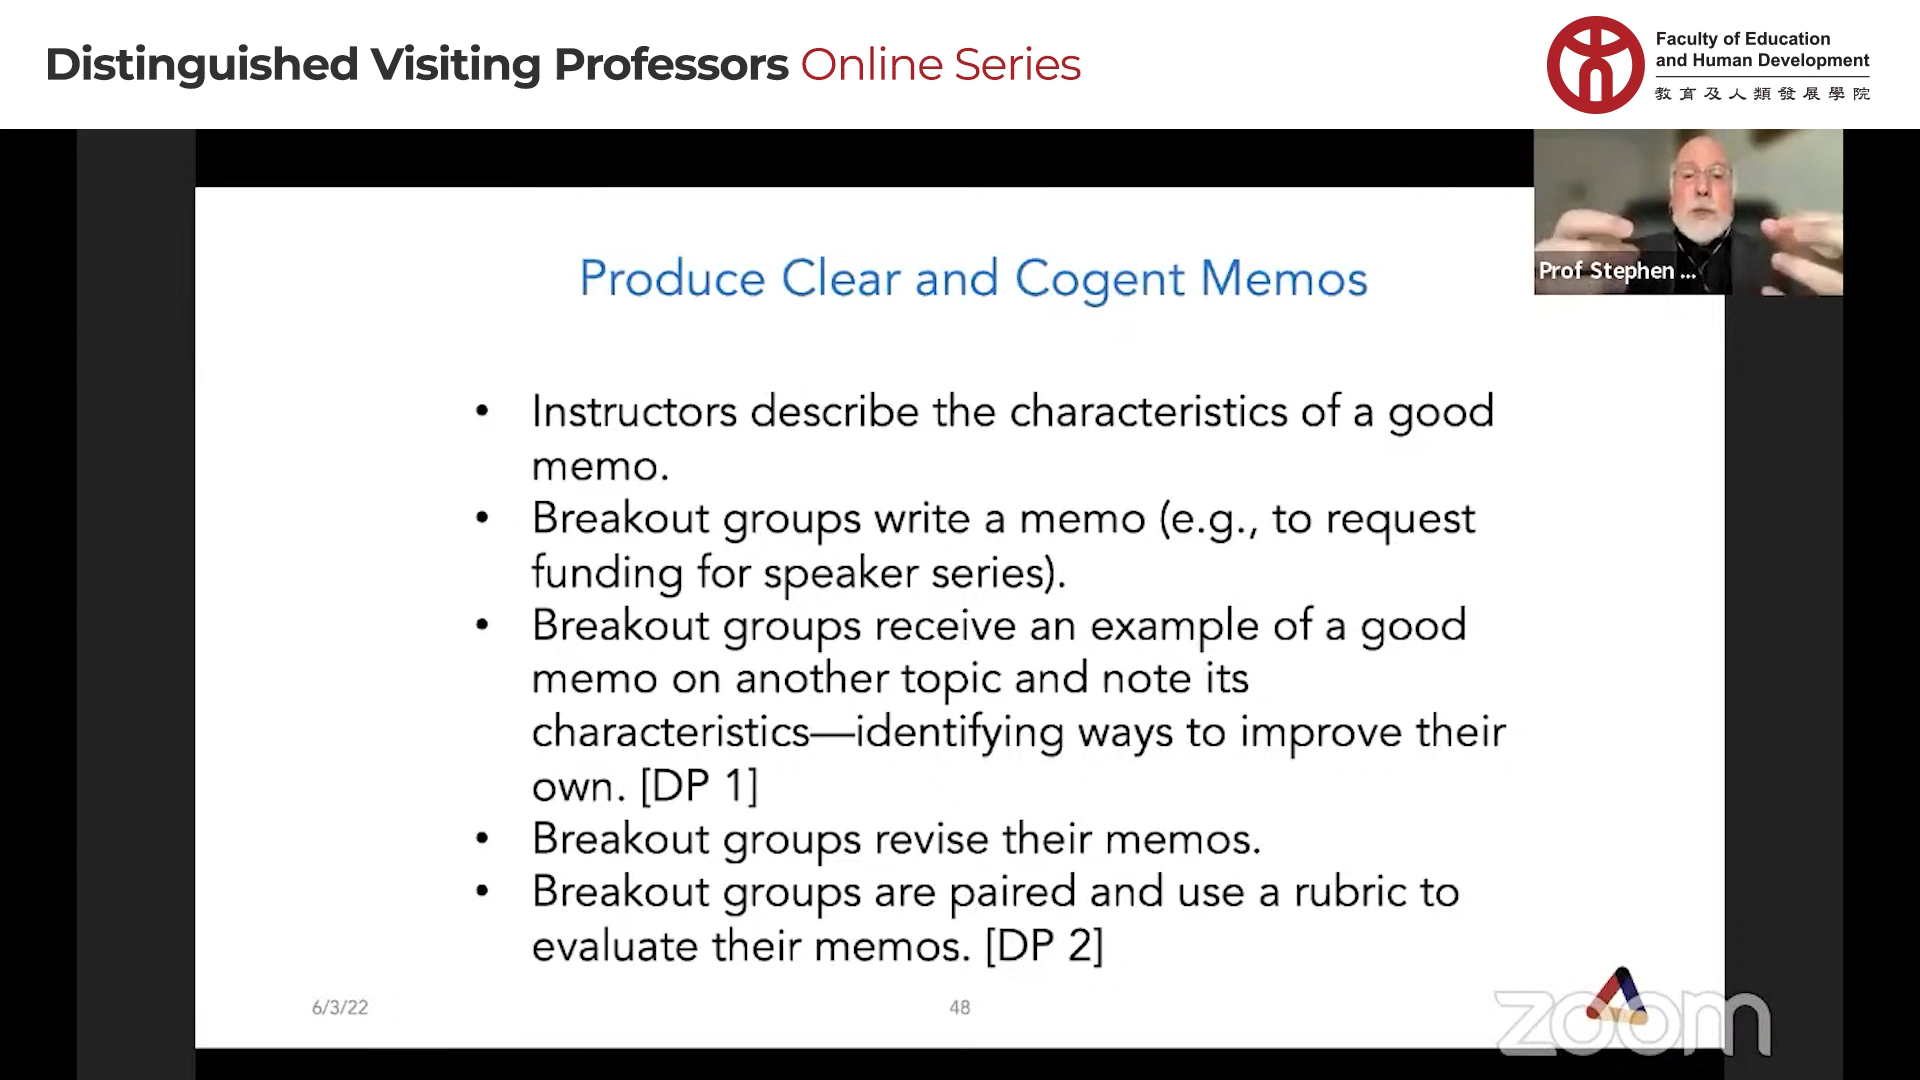 Distinguished Visiting Professors Online Series
Faculty of Education
and Human Development
教育及人類發展學院
Prof Stephen ...
Produce Clear and Cogent Memos
• Instructors describe the characteristics of a good
memo.
• Breakout groups write a memo (e.g., to request
funding for speaker series).
• Breakout groups receive an example of a good
memo on another topic and note its
characteristics—identifying ways to improve their
own. [DP 1]
• Breakout groups revise their memos.
• Breakout groups are paired and use a rubric to
evaluate their memos. [DP 2]
6/3/22
48
zoom